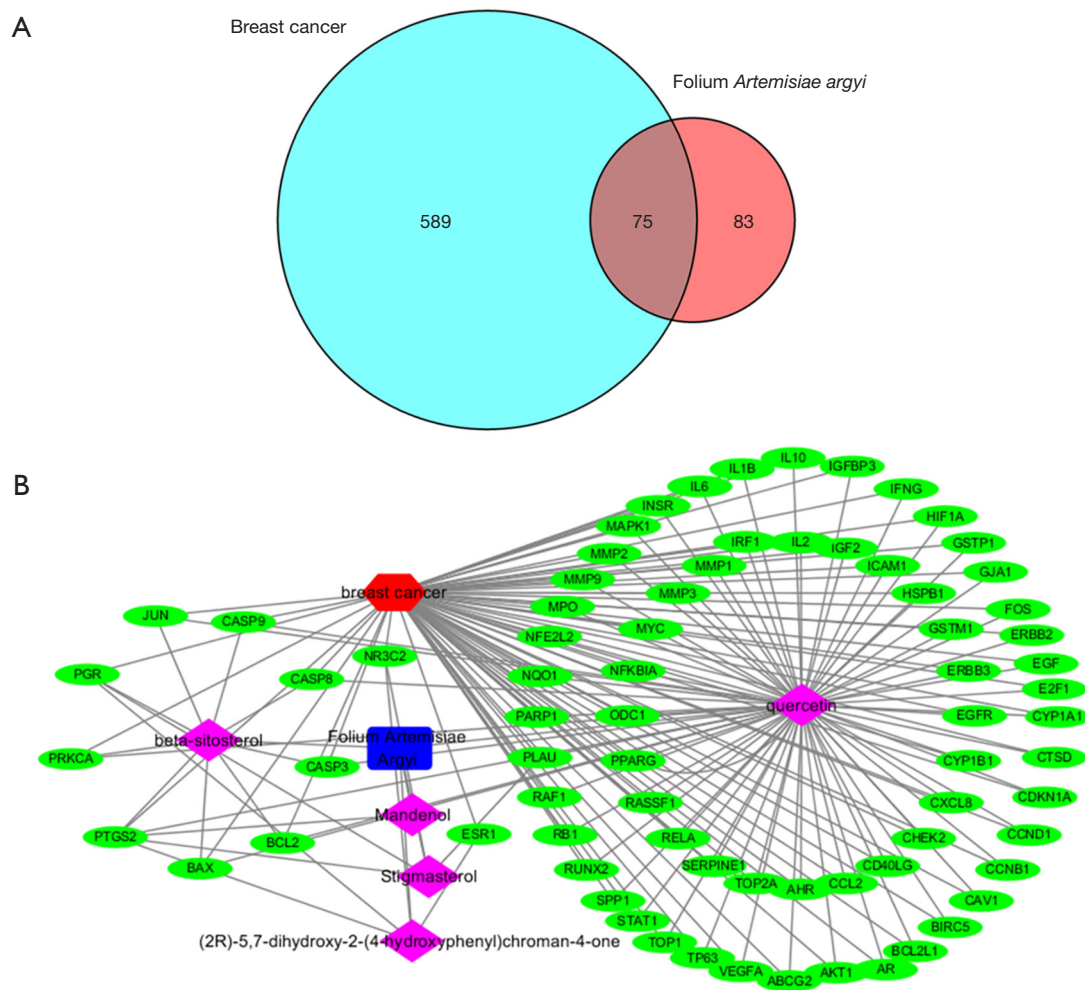 A
Breast cancer
Folium Artemisiae argyi
589
75
83
B
IL10
IL1B
IGFBP3
IL6
IFNG
INSR
HIF1A
MAPK1
IRF1
IL2
IGF2
GSTP1
MMP2
MMP1
ICAM1
GJA1
MMP9
MMP3
HSPB1
breast cancer
MPO
FOS
JUN
CASP9
NFE2L2
MYC
GSTM1
ERBB2
NR3C2
NQO1
NFKBIA
ERBB3
EGF
PGR
CASP8
E2F1
quercetin
PARP1
ODC1
EGFR
CYP1A1
beta-sitosterol
Folium Artemisiae
Argyi
PRKCA
CASP3
PLAU
PPARG
CYP1B1
CTSD
RAF1
RASSF1
CXCL8
CDKN1A
Mandenol
PTGS2
BCL2
ESR1
RB1
RELA
CHEK2
CCND1
BAX
Stigmasterol
RUNX2
SERPINE1
CD40LG
CCNB1
TOP2A
AHR
CCL2
SPP1
CAV1
STAT1
BIRC5
(2R)-5,7-dihydroxy-2-(4-hydroxyphenyl)chroman-4-one
TOP1
BCL2L1
TP63
VEGFA
ABCG2
AKT1
AR